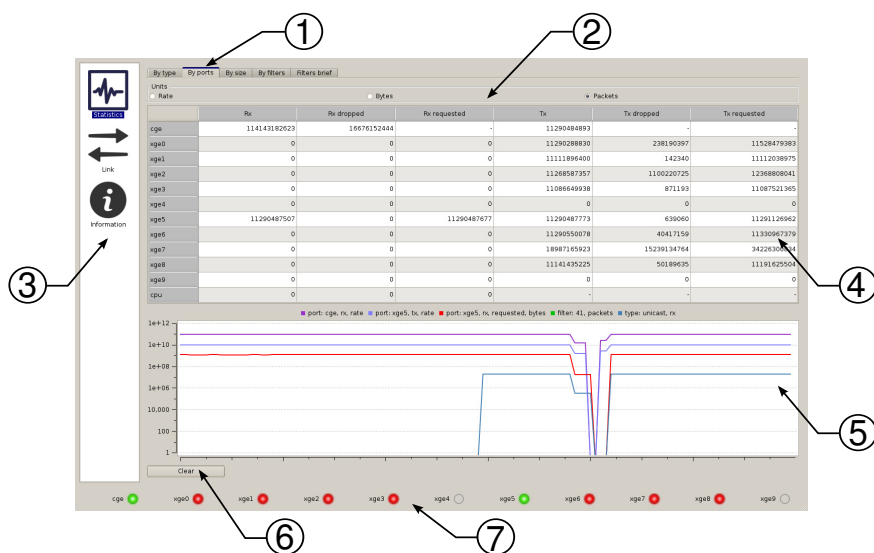 1
2
By type By ports By size By filters Filters brief
Units
Rate Bytes Packets
Statistics
Rx Rx dropped Rx requested Tx Tx dropped Tx requested
cge 114143182623 16676152444 - 11290484893 - -
xge0 0 0 0 11290288830 238190397 11528479383
Link
xge1 0 0 0 11111896400 142340 11112038975
xge2 0 0 0 11268587357 1100220725 12368808041
xge3 0 0 0 11086649938 871193 11087521365
xge4 0 0 0 0 0 0
Information
xge5 11290487507 0 11290487677 11290487773 639060 11291126962
xge6 0 0 0 11290550078 40417159 11330967379
xge7 0 0 0 18987165923 15239134764
xge8 0 0 0 11141435225 50189635 11191625504
xge9 0 0 0 0 0 0
cpu 0 0 0 - - -
3
4
port: cge, rx, rate port: xge5, tx, rate port: xge5, rx, requested, bytes filter: 41, packets type: unicast, rx
1e+12
1e+10
1e+08
1e+06
10,000
100
1
5
Clear
cge xge0 xge1 xge2 xge3 xge4 xge5 xge6 xge7 xge8 xge9
6
7